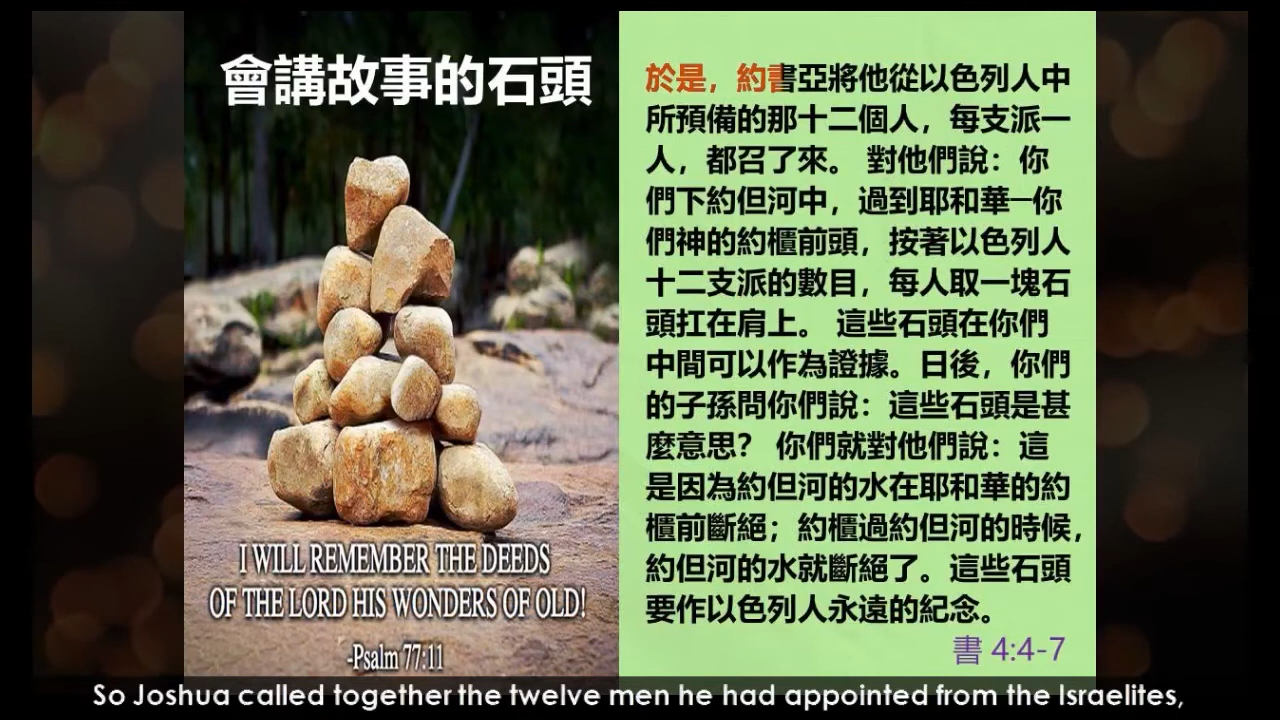 會講故事的石頭
I WILL REMEMBER THE DEEDS
OF THE LORD HIS WONDERS OF OLD!
-Psalm 77:11
於是，約書亞將他從以色列人中
所預備的那十二個人，每支派一
人，都召了來。 對他們說：你
們下約但河中，過到耶和華─你
們神的約櫃前頭，按著以色列人
十二支派的數目，每人取一塊石
頭扛在肩上。 這些石頭在你們
中間可以作為證據。日後，你們
的子孫問你們說：這些石頭是甚
麼意思？ 你們就對他們說：這
是因為約但河的水在耶和華的約
櫃前斷絕；約櫃過約但河的時候，
約但河的水就斷絕了。這些石頭
要作以色列人永遠的紀念。
書 4:4-7
So Joshua called together the twelve men he had appointed from the Israelites,